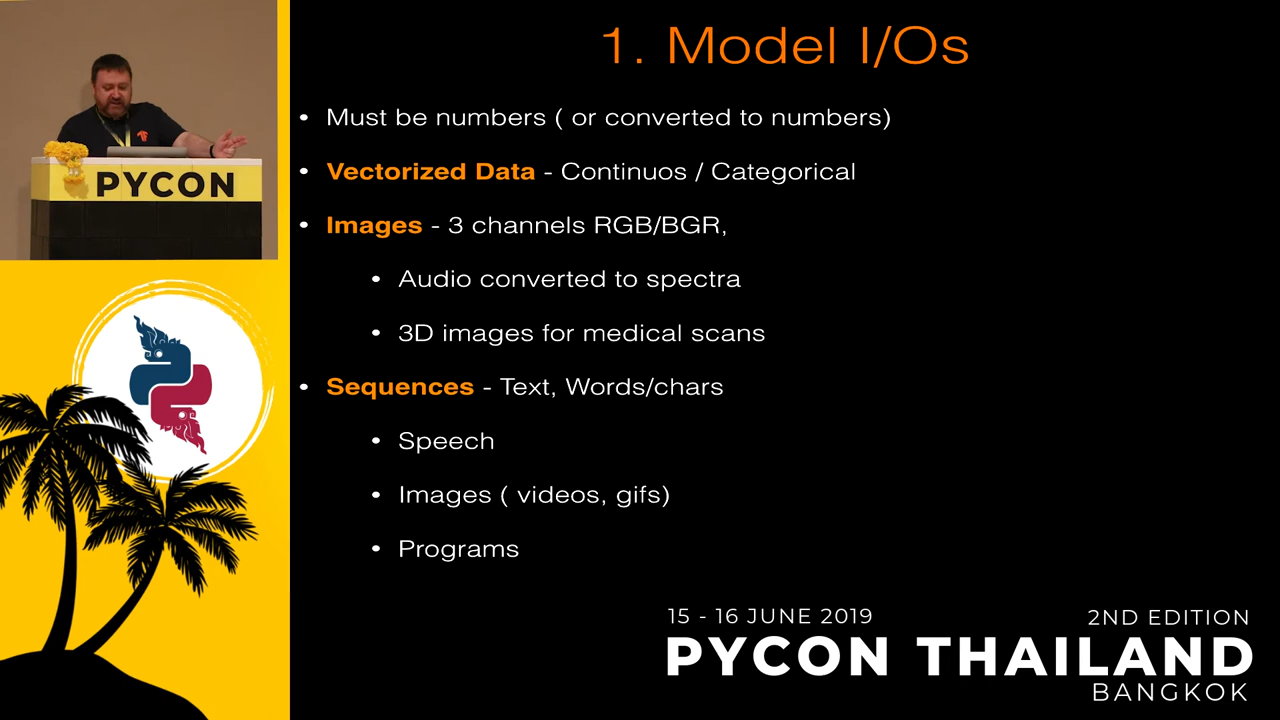 1. Model I/Os
• Must be numbers ( or converted to numbers)
• Vectorized Data - Continuos / Categorical
• Images - 3 channels RGB/BGR,
• Audio converted to spectra
• 3D images for medical scans
• Sequences - Text, Words/chars
• Speech
• Images ( videos, gifs)
• Programs
PYCON
15 - 16 JUNE 2019
2ND EDITION
PYCON THAILAND
BANGKOK